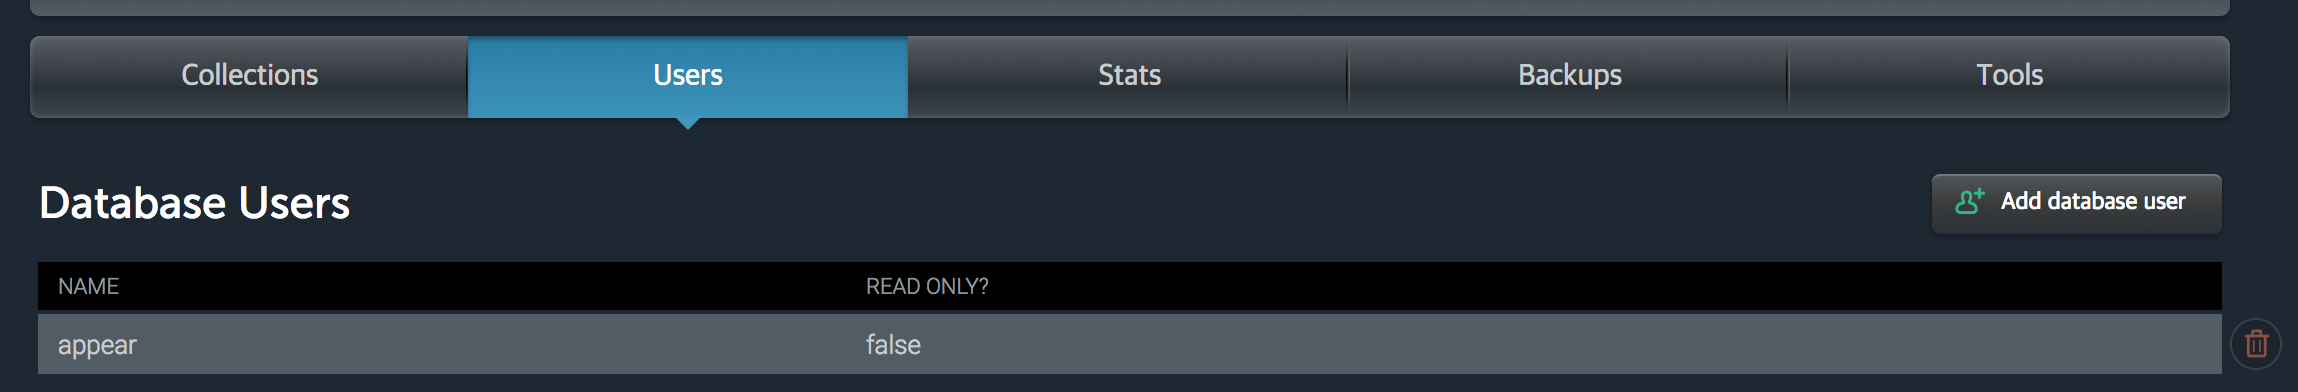 Collections Users Stats Backups Tools
Database Users
Add database user
NAME READ ONLY?
appear false